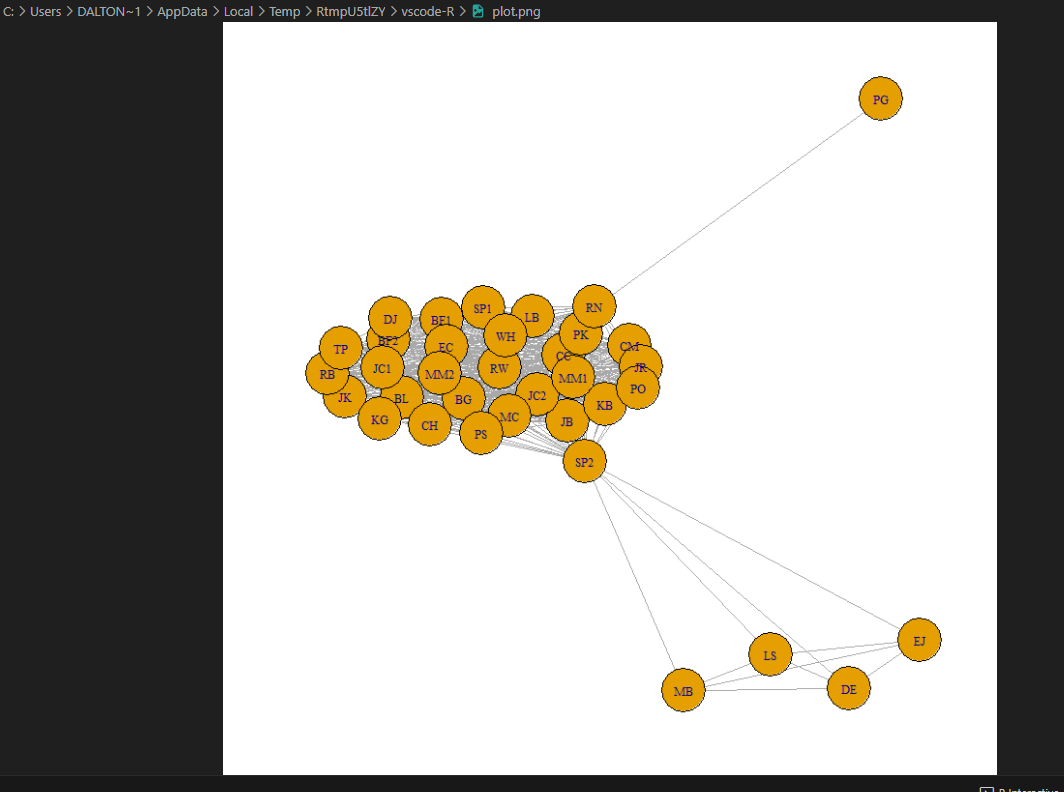 C: > Users > DALTON~1 > AppData > Local > Temp > RtmpU5tlZY > vscode-R > plot.png
PG
RN
SP1
LB
DJ
BF1
WH
PK
BF2
EC
CC
CM
TP
JC1
MM2
RW
MM1
JR
RB
PO
JK
BL
BG
JC2
KB
KG
CH
MC
JB
PS
SP2
EJ
LS
MB
DE